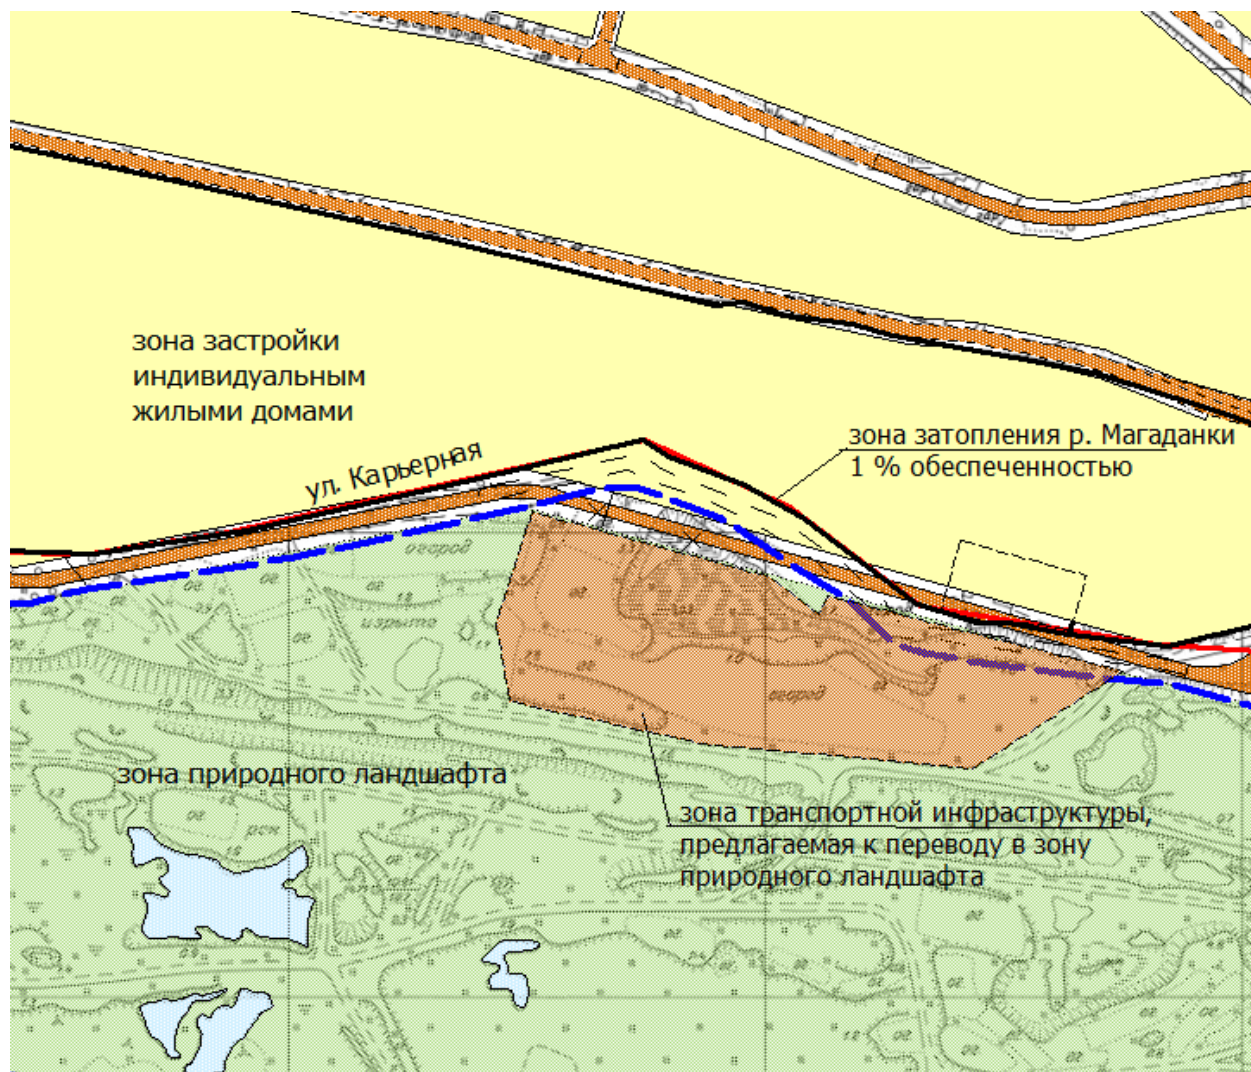 зона застройки
индивидуальным
жилыми домами
ул. Карьерная
зона затопления р. Магаданки
1 % обеспеченностью
огород
изрыто
огород
зона природного ландшафта
зона транспортной инфраструктуры,
предлагаемая к переводу в зону
природного ландшафта